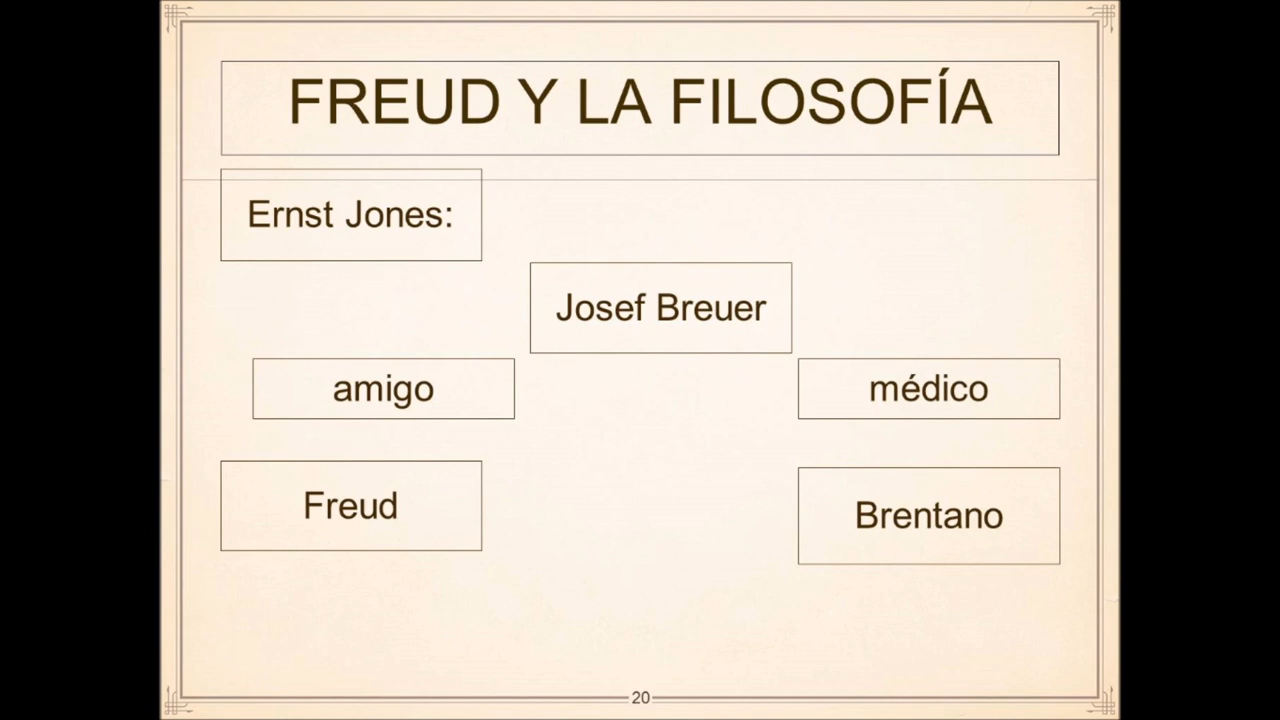 FREUD Y LA FILOSOFÍA
Ernst Jones:
Josef Breuer
amigo
médico
Freud
Brentano
20